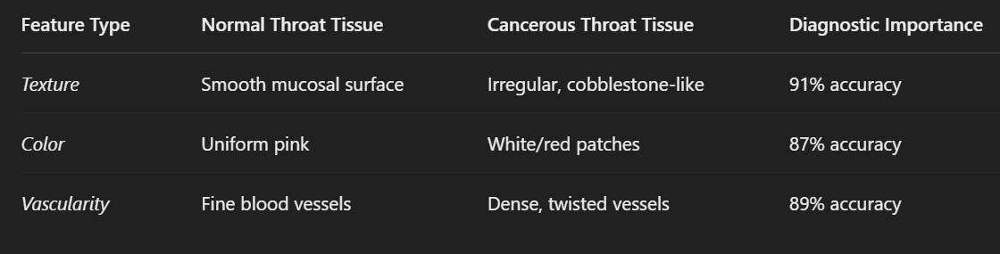 Feature Type Normal Throat Tissue Cancerous Throat Tissue Diagnostic Importance
Texture Smooth mucosal surface Irregular, cobblestone-like 91% accuracy
Color Uniform pink White/red patches 87% accuracy
Vascularity Fine blood vessels Dense, twisted vessels 89% accuracy